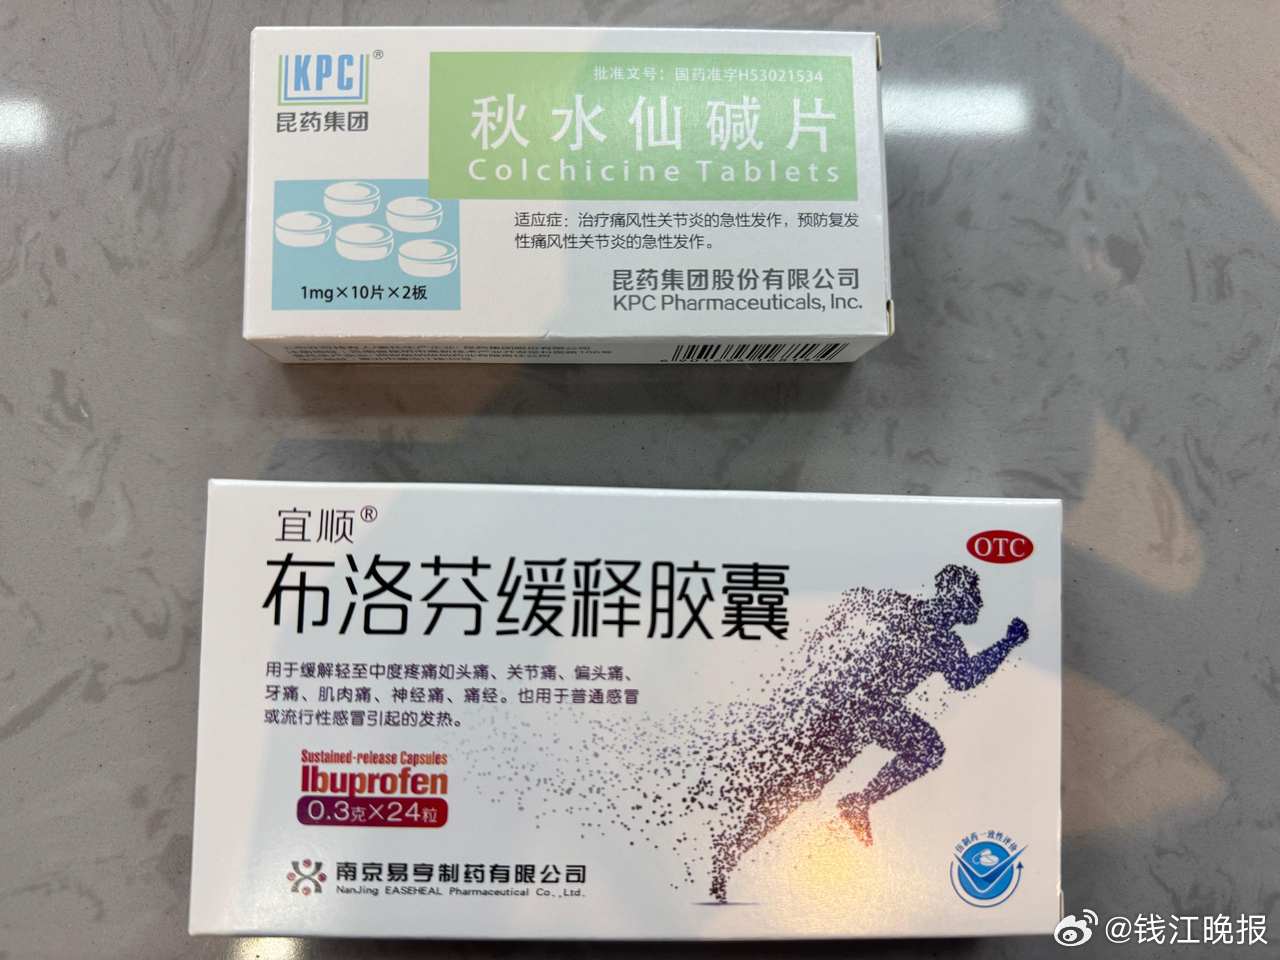 KPC®
昆药集团
批准文号：国药准字H53021534
秋水仙碱片
Colchicine Tablets
适应症：治疗痛风性关节炎的急性发作，预防复发
性痛风性关节炎的急性发作。
1mg×10片×2板
昆药集团股份有限公司
KPC Pharmaceuticals, Inc.
宜顺®
OTC
布洛芬缓释胶囊
用于缓解轻至中度疼痛如头痛、关节痛、偏头痛、
牙痛、肌肉痛、神经痛、痛经。也用于普通感冒
或流行性感冒引起的发热。
Sustained-release Capsules
Ibuprofen
0.3克×24粒
仿制药一致性评价
南京易亨制药有限公司
NanJing EASEHEAL Pharmaceutical Co., Ltd.
@钱江晚报